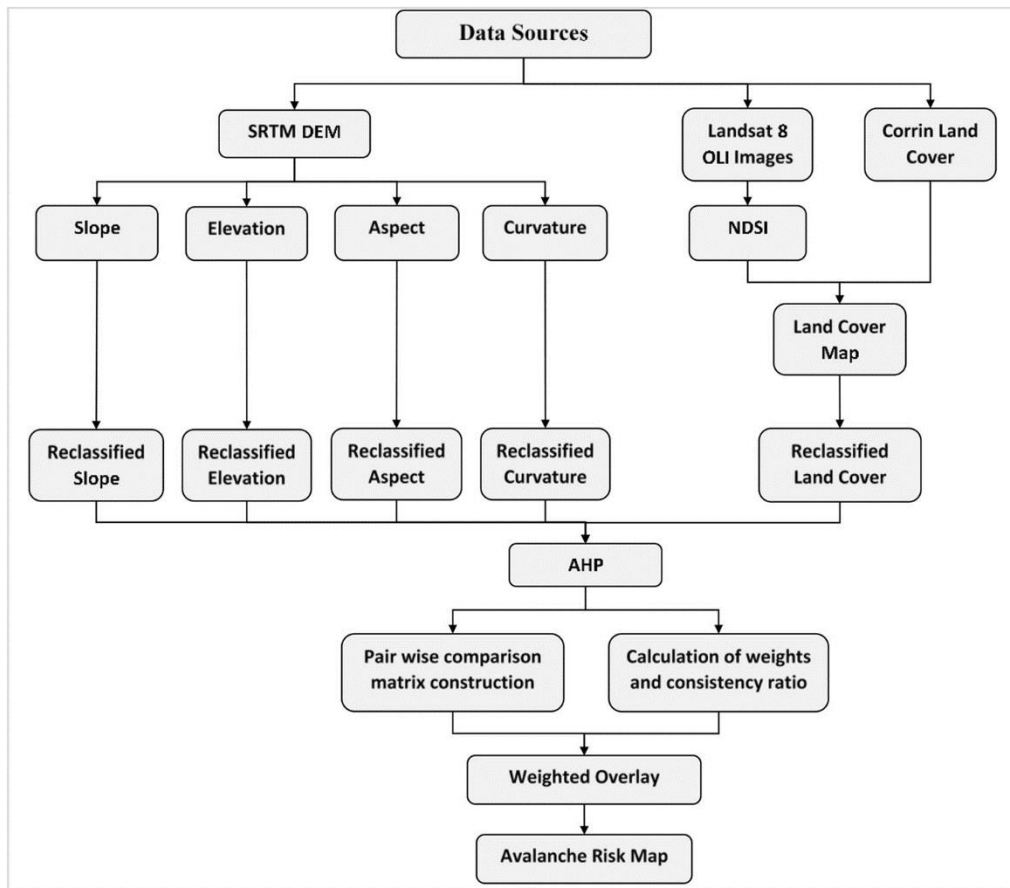 Data Sources
SRTM DEM
Landsat 8
OLI Images
Corrin Land
Cover
Slope
Elevation
Aspect
Curvature
NDSI
Land Cover
Map
Reclassified
Slope
Reclassified
Elevation
Reclassified
Aspect
Reclassified
Curvature
Reclassified
Land Cover
AHP
Pair wise comparison
matrix construction
Calculation of weights
and consistency ratio
Weighted Overlay
Avalanche Risk Map